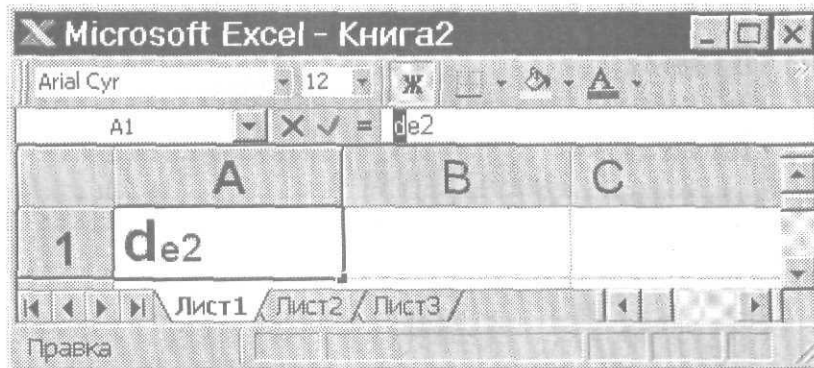 Microsoft Excel - Книга2
Arial Cyr 12 Ж A
A1 = de2
A B C
1 de2
Лист1 Лист2 Лист3
Правка